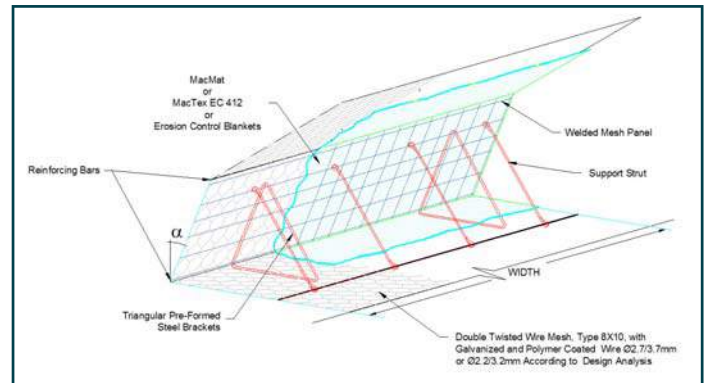 MacMat
or
MacTex EC 412
or
Erosion Control Blankets
Welded Mesh Panel
Reinforcing Bars
Support Strut
α
WIDTH
Triangular Pre-Formed
Steel Brackets
Double Twisted Wire Mesh, Type 8X10, with
Galvanized and Polymer Coated Wire Ø2.7/3.7mm
or Ø2.2/3.2mm According to Design Analysis